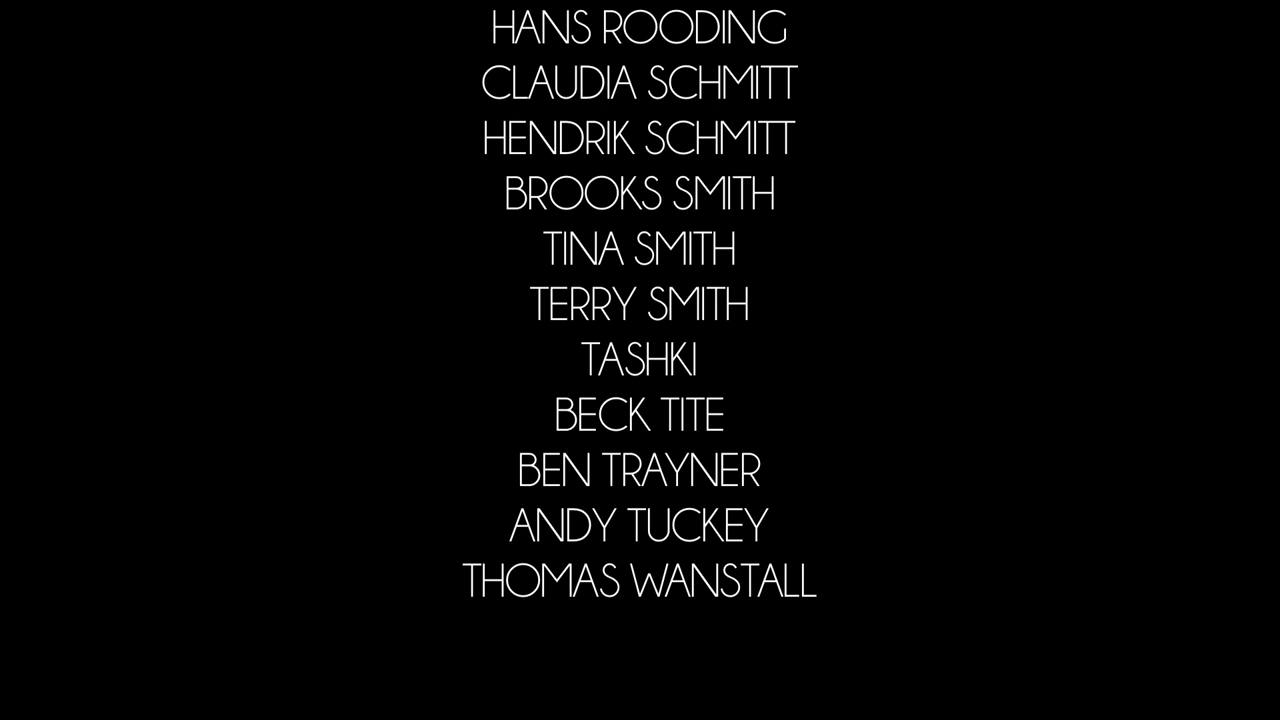 HANS ROODING
CLAUDIA SCHMITT
HENDRIK SCHMITT
BROOKS SMITH
TINA SMITH
TERRY SMITH
TASHKI
BECK TITE
BEN TRAYNER
ANDY TUCKEY
THOMAS WANSTALL